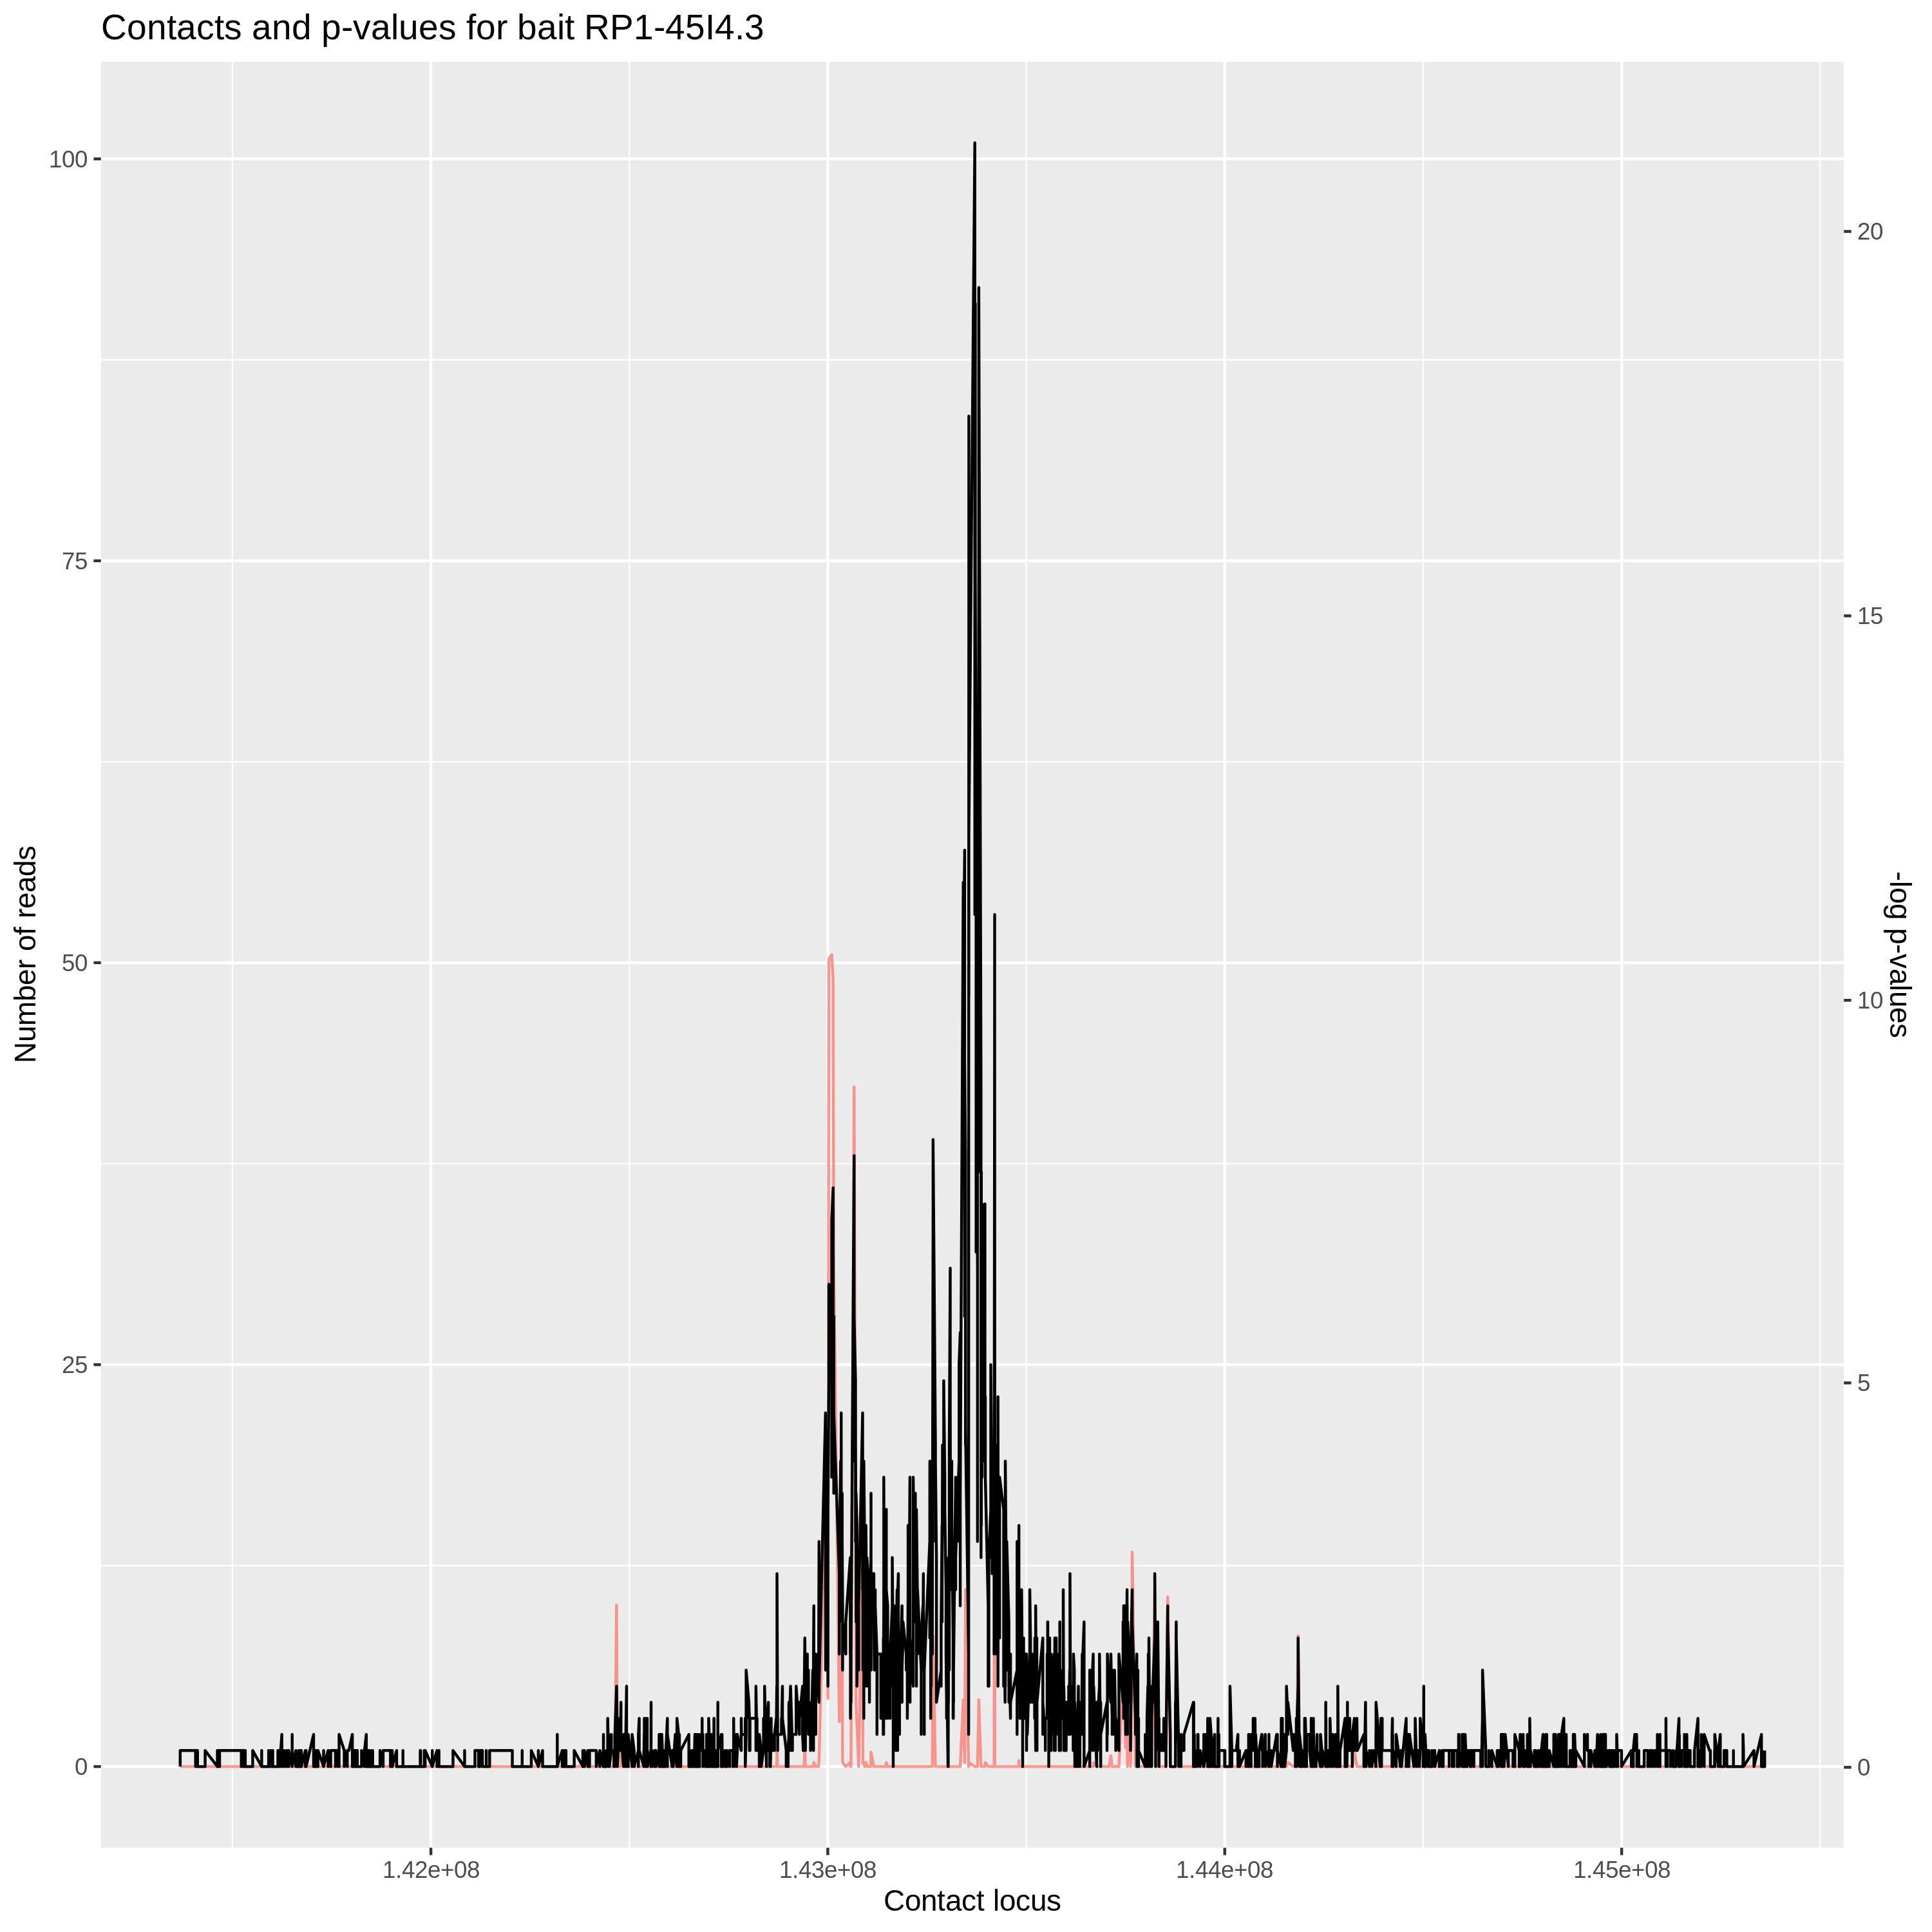 Contacts and p-values for bait RP1-45I4.3
100
75
50
25
0
Number of reads
20
15
10
5
0
-log p-values
1.42e+08
1.43e+08
1.44e+08
1.45e+08
Contact locus